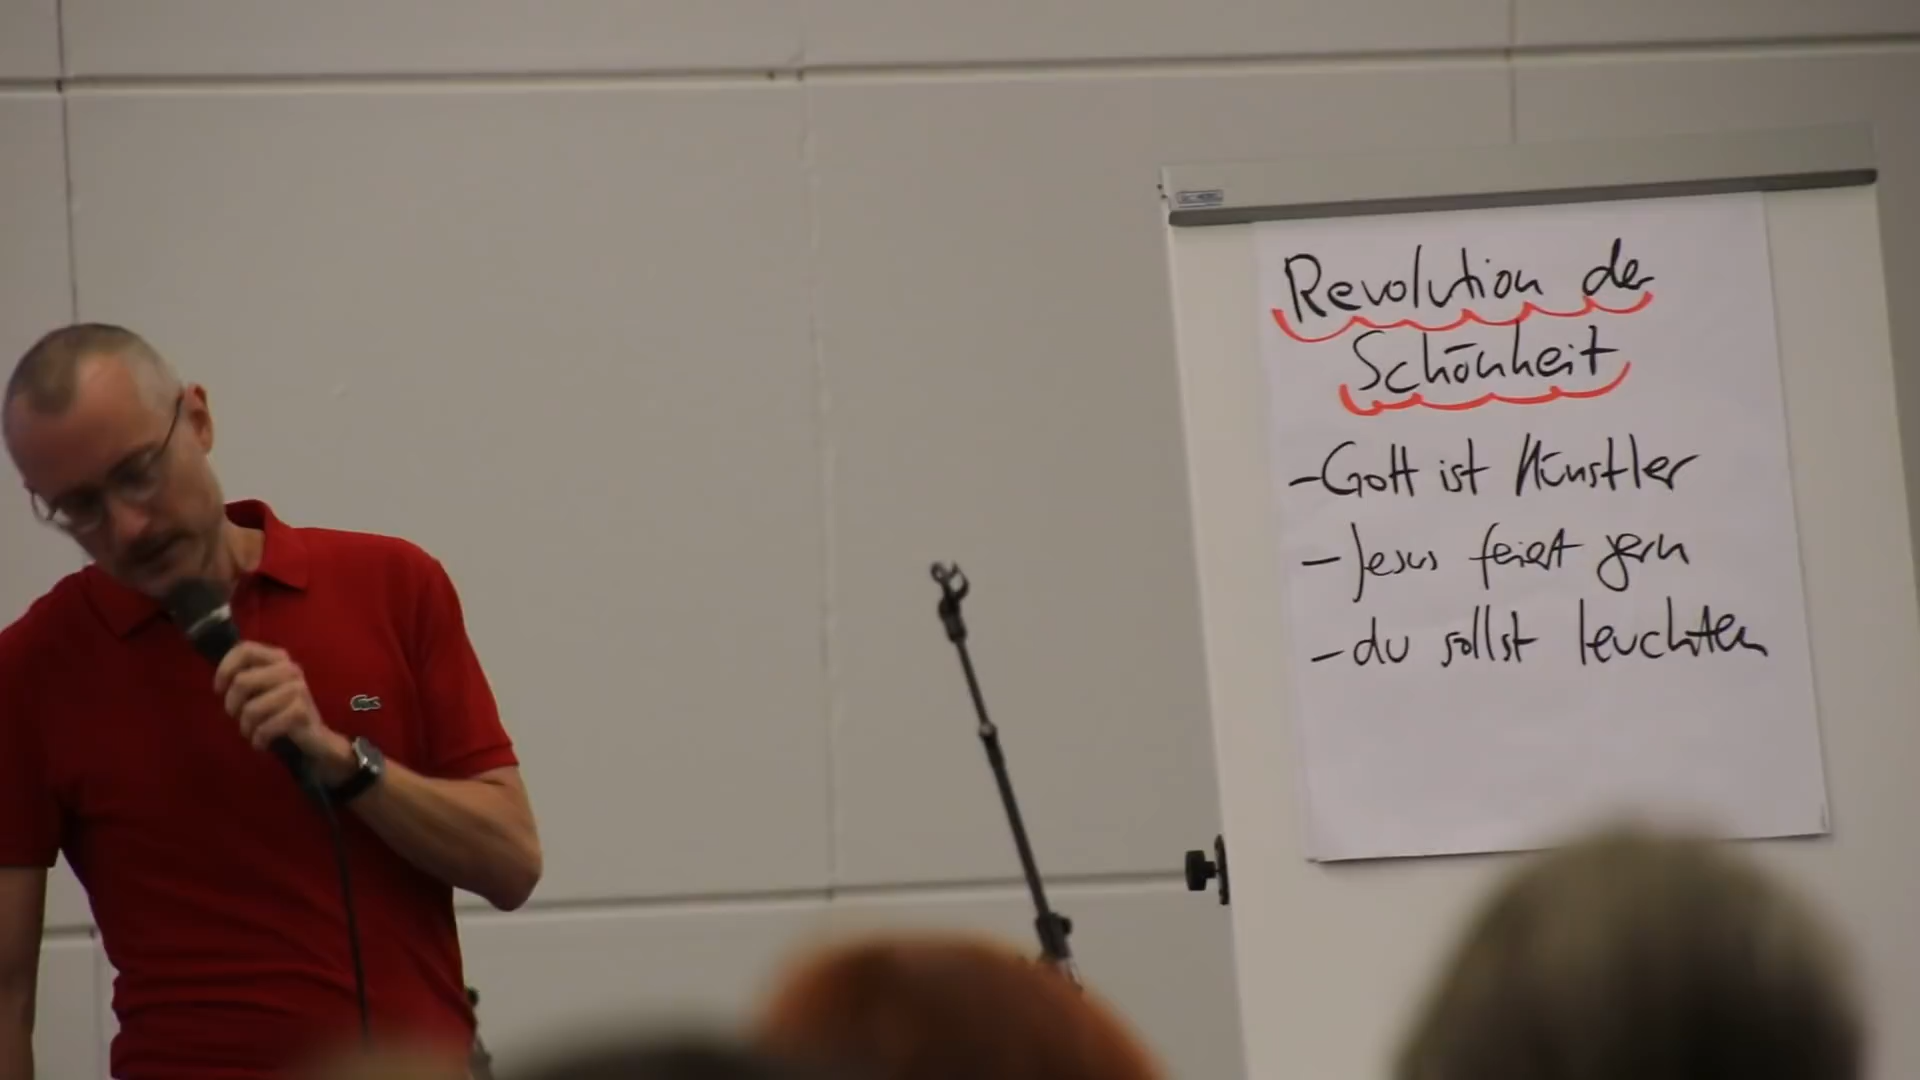 Revolution der
Schönheit
- Gott ist Künstler
- Jesus feiert gern
- du sollst leuchten